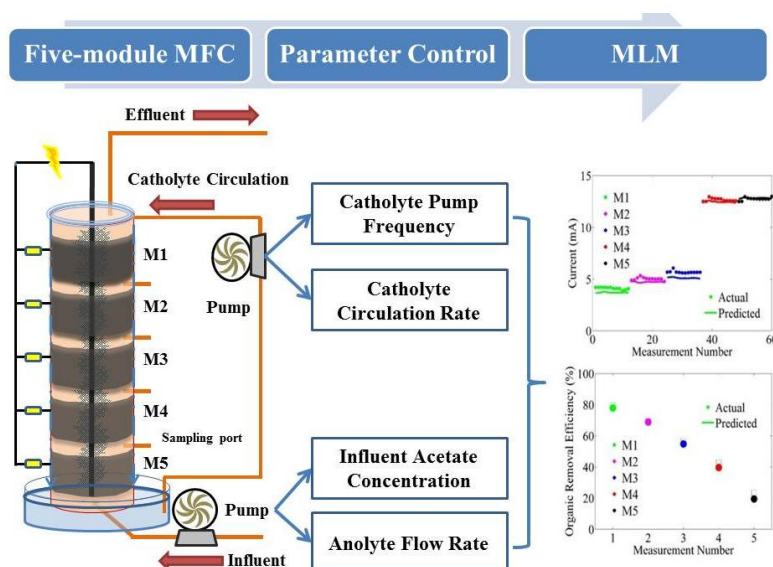 Five-module MFC
Parameter Control
MLM
Effluent
Catholyte Circulation
M1
M2
M3
M4
Sampling port
M5
Pump
Pump
Influent
Catholyte Pump
Frequency
Catholyte
Circulation Rate
Influent Acetate
Concentration
Anolyte Flow Rate
15
10
5
0
Current (mA)
M1
M2
M3
M4
M5
Actual
Predicted
0 20 40 60
Measurement Number
100
80
60
40
20
0
Organic Removal Efficiency (%)
Actual
Predicted
M1
M2
M3
M4
M5
1 2 3 4 5
Measurement Number